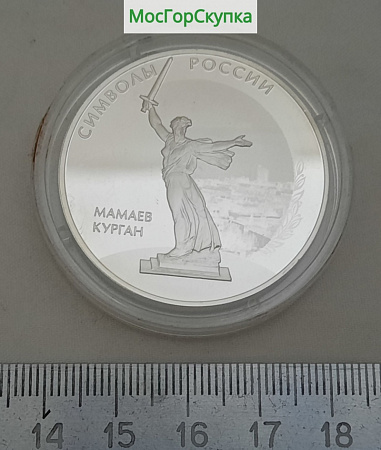 МосГорСкупка
СИМВОЛЫ РОССИИ
МАМАЕВ
КУРГАН
14 15 16 17 18